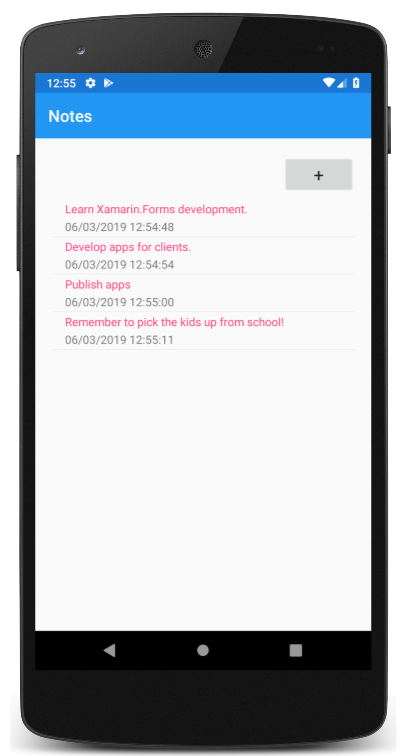 12:55
Notes
+
Learn Xamarin.Forms development.
06/03/2019 12:54:48
Develop apps for clients.
06/03/2019 12:54:54
Publish apps
06/03/2019 12:55:00
Remember to pick the kids up from school!
06/03/2019 12:55:11